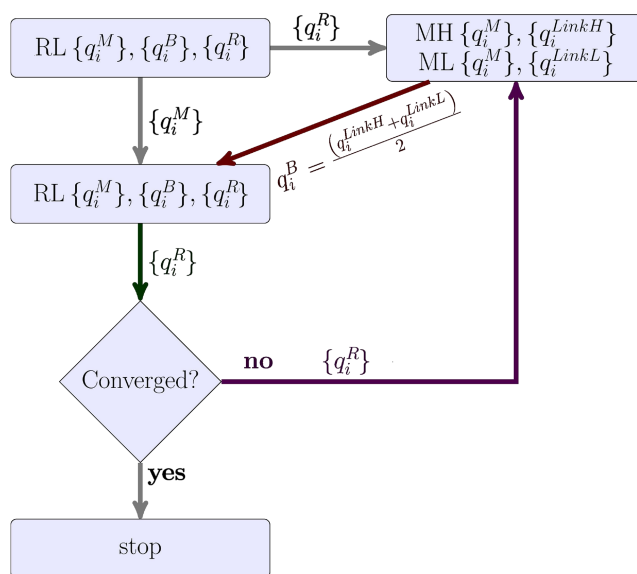 RL {q_i^M}, {q_i^B}, {q_i^R}
{q_i^R}
MH {q_i^M}, {q_i^{LinkH}}
ML {q_i^M}, {q_i^{LinkL}}
{q_i^M}
q_i^B = (q_i^{LinkH}+q_i^{LinkL})/2
RL {q_i^M}, {q_i^B}, {q_i^R}
{q_i^R}
Converged?
no {q_i^R}
yes
stop